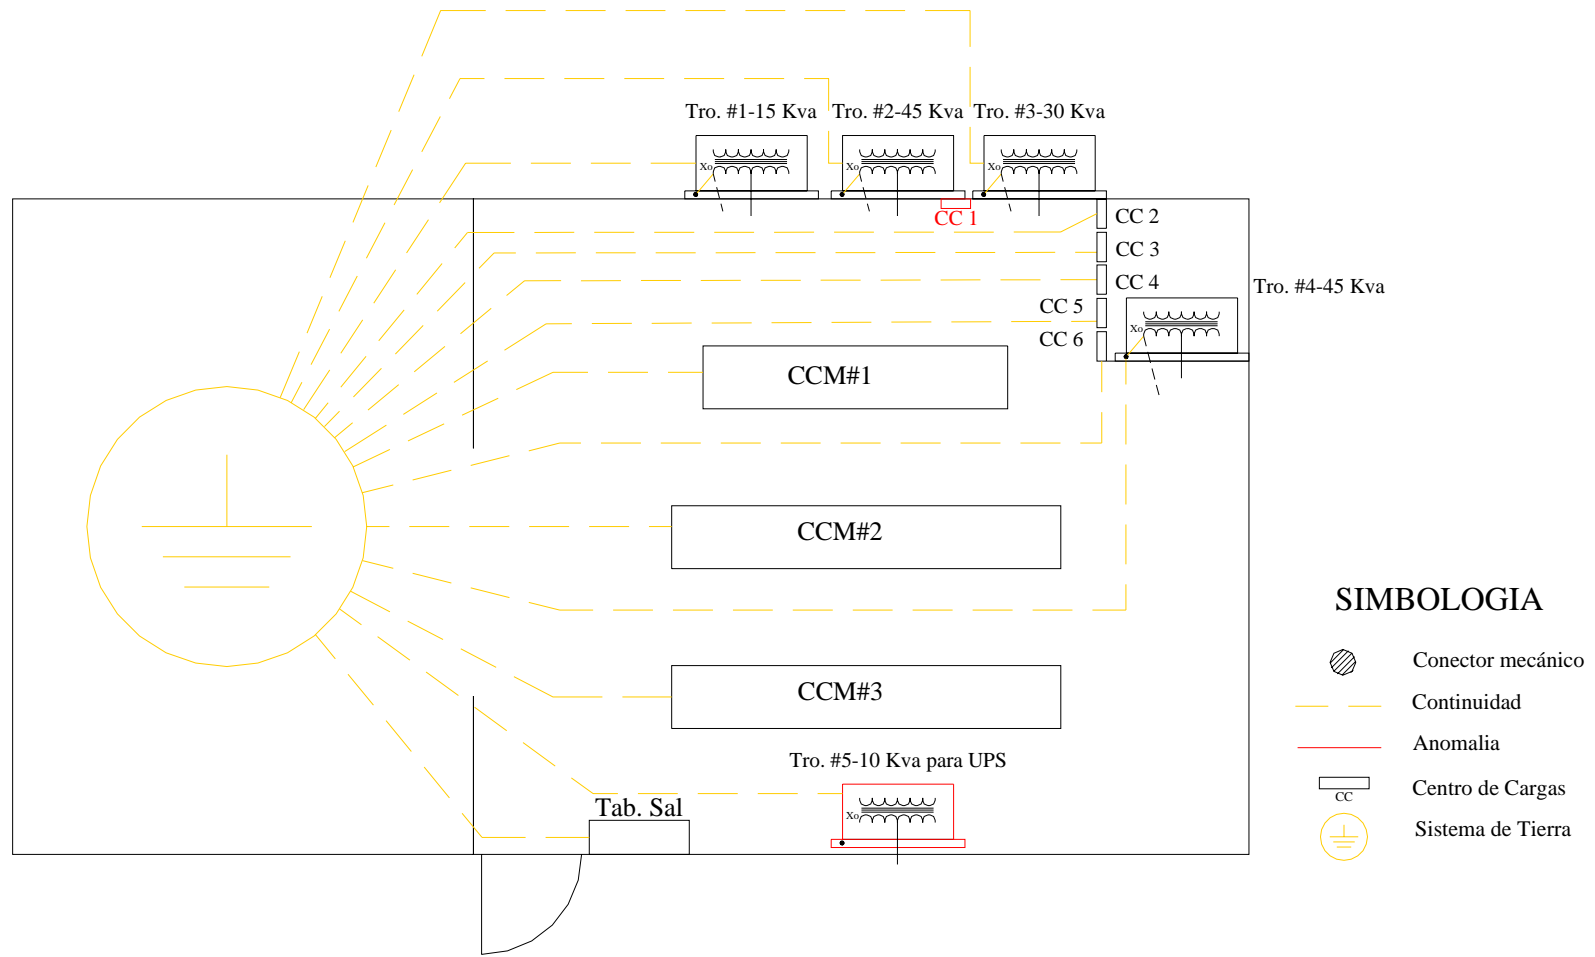 Tro. #1-15 Kva
Tro. #2-45 Kva
Tro. #3-30 Kva
Xo
Xo
Xo
CC 1
CC 2
CC 3
CC 4
Tro. #4-45 Kva
CC 5
Xo
CC 6
CCM#1
CCM#2
CCM#3
Tro. #5-10 Kva para UPS
Tab. Sal
Xo
SIMBOLOGIA
Conector mecánico
Continuidad
Anomalia
Centro de Cargas
CC
Sistema de Tierra